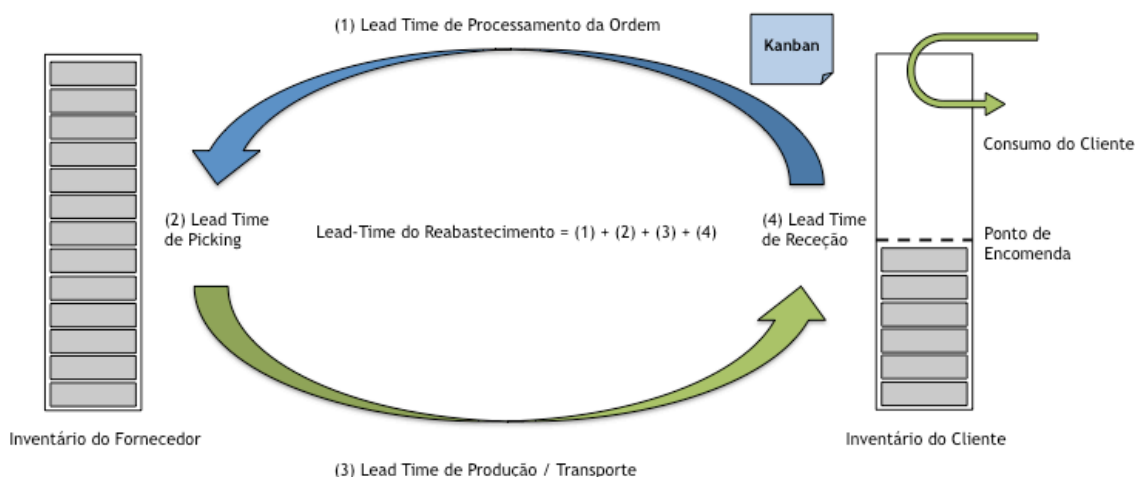 (1) Lead Time de Processamento da Ordem
Kanban
Consumo do Cliente
(2) Lead Time
de Picking
Lead-Time do Reabastecimento = (1) + (2) + (3) + (4)
(4) Lead Time
de Receção
Ponto de
Encomenda
Inventário do Fornecedor
Inventário do Cliente
(3) Lead Time de Produção / Transporte